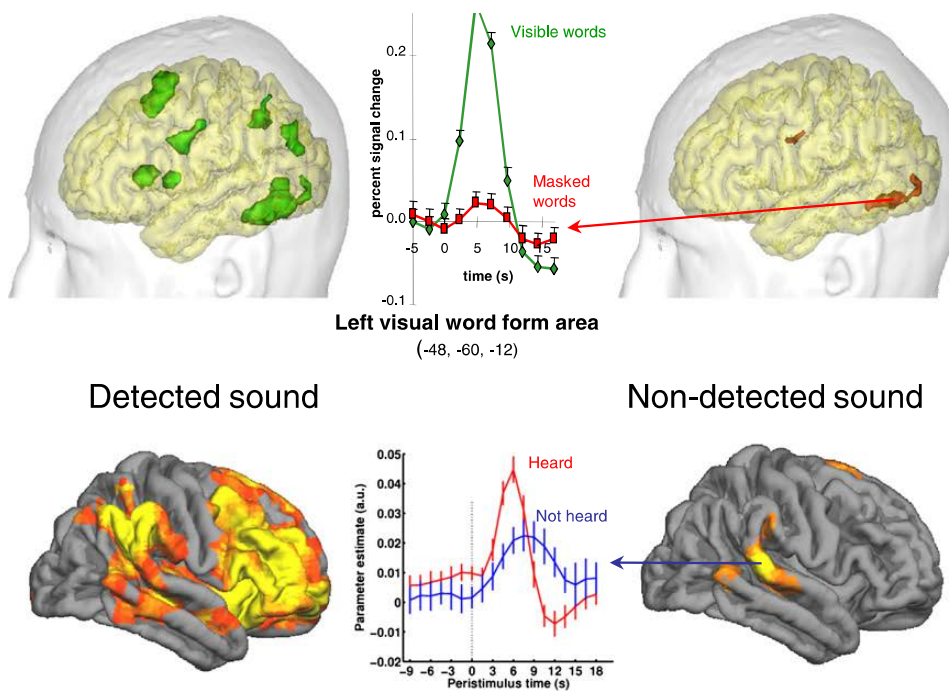 0.2
Visible words
percent signal change
0.1
Masked
words
0.0
-5 0 5 10 15
time (s)
-0.1
Left visual word form area
(-48, -60, -12)
Detected sound
Non-detected sound
0.05
Heard
0.04
Not heard
0.03
0.02
0.01
0
-0.01
-0.02
Parameter estimate (a.u.)
-9 -6 -3 0 3 6 9 12 15 18
Peristimulus time (s)